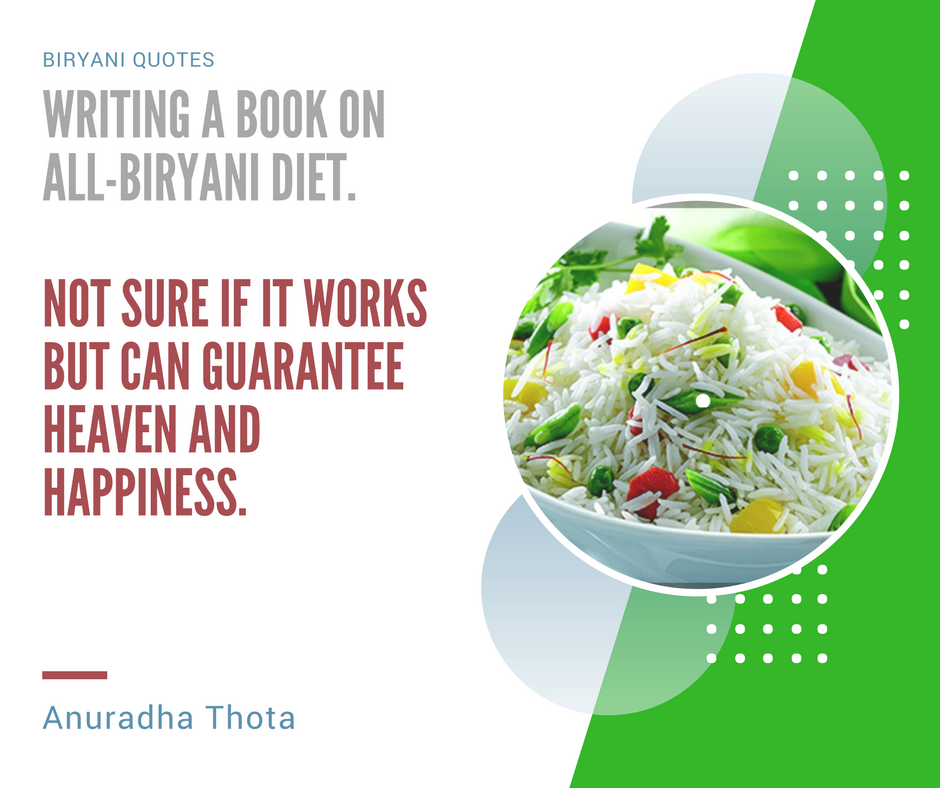 BIRYANI QUOTES
WRITING A BOOK ON
ALL-BIRYANI DIET.
NOT SURE IF IT WORKS
BUT CAN GUARANTEE
HEAVEN AND
HAPPINESS.
Anuradha Thota